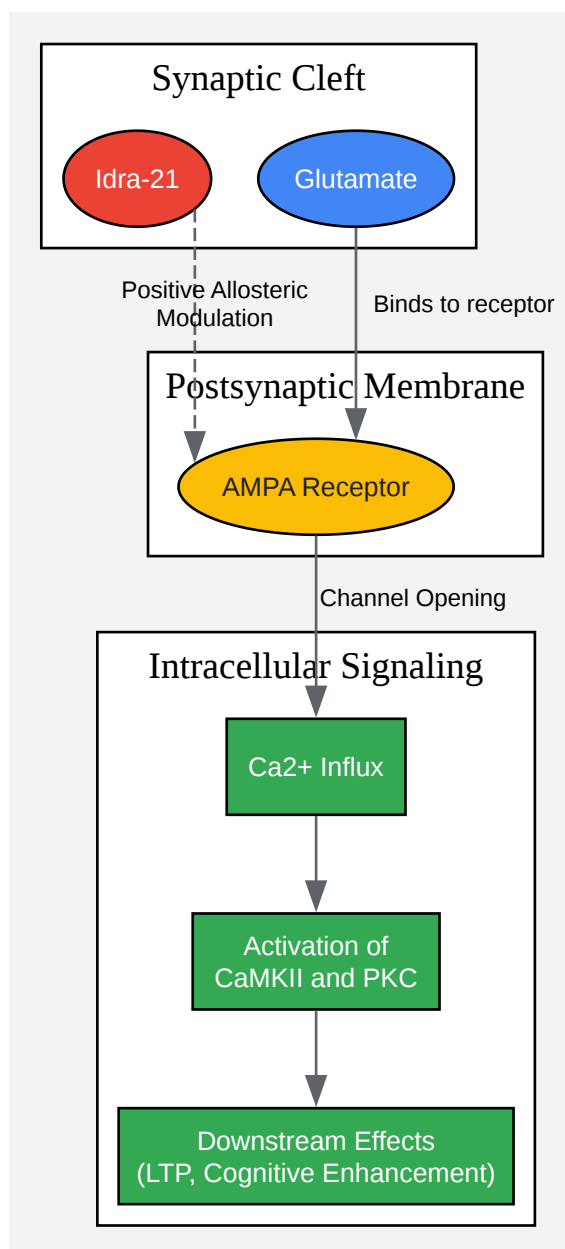 Synaptic Cleft
Idra-21
Glutamate
Positive Allosteric
Modulation
Binds to receptor
Postsynaptic Membrane
AMPA Receptor
Channel Opening
Intracellular Signaling
Ca2+ Influx
Activation of
CaMKII and PKC
Downstream Effects
(LTP, Cognitive Enhancement)